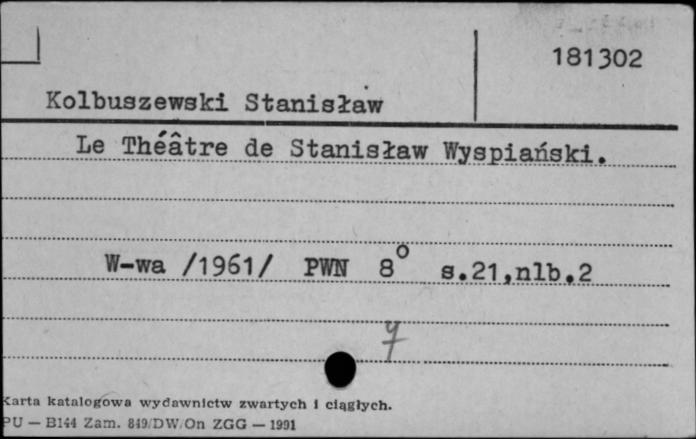 181302
Kolbuszewski Stanisław
Le Théâtre de Stanisław Wyspiański.
W-wa /1961/ PWN 8° s.21,nlb.2
Karta katalogowa wydawnictw zwartych i ciągłych.
PU — B144 Zam. 849/DW/On ZGG — 1991